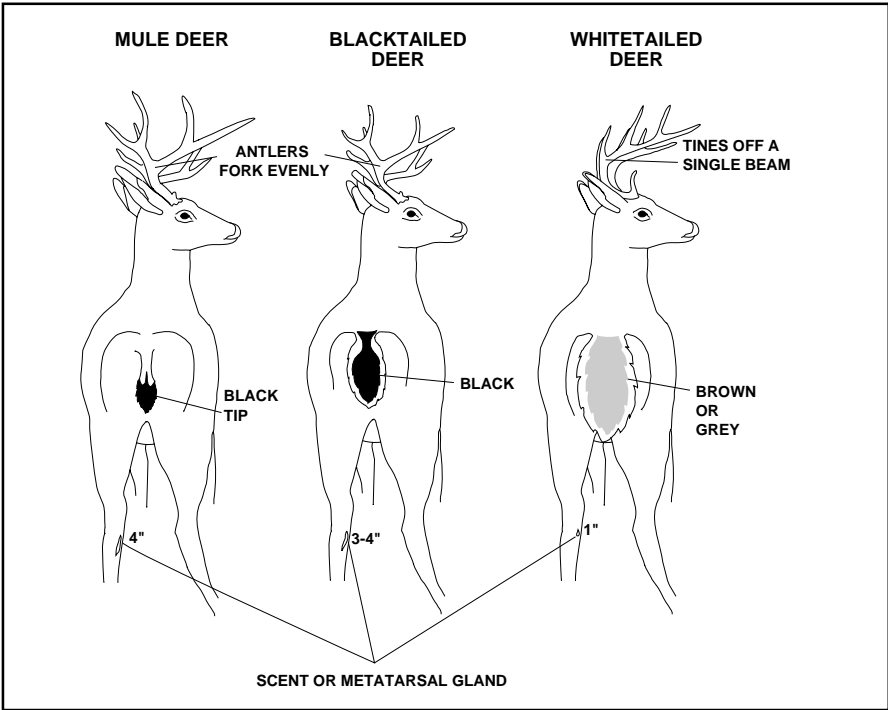 MULE DEER
BLACKTAILED
DEER
WHITETAILED
DEER
ANTLERS
FORK EVENLY
TINES OFF A
SINGLE BEAM
BLACK
TIP
BLACK
BROWN
OR
GREY
4"
3-4"
1"
SCENT OR METATARSAL GLAND